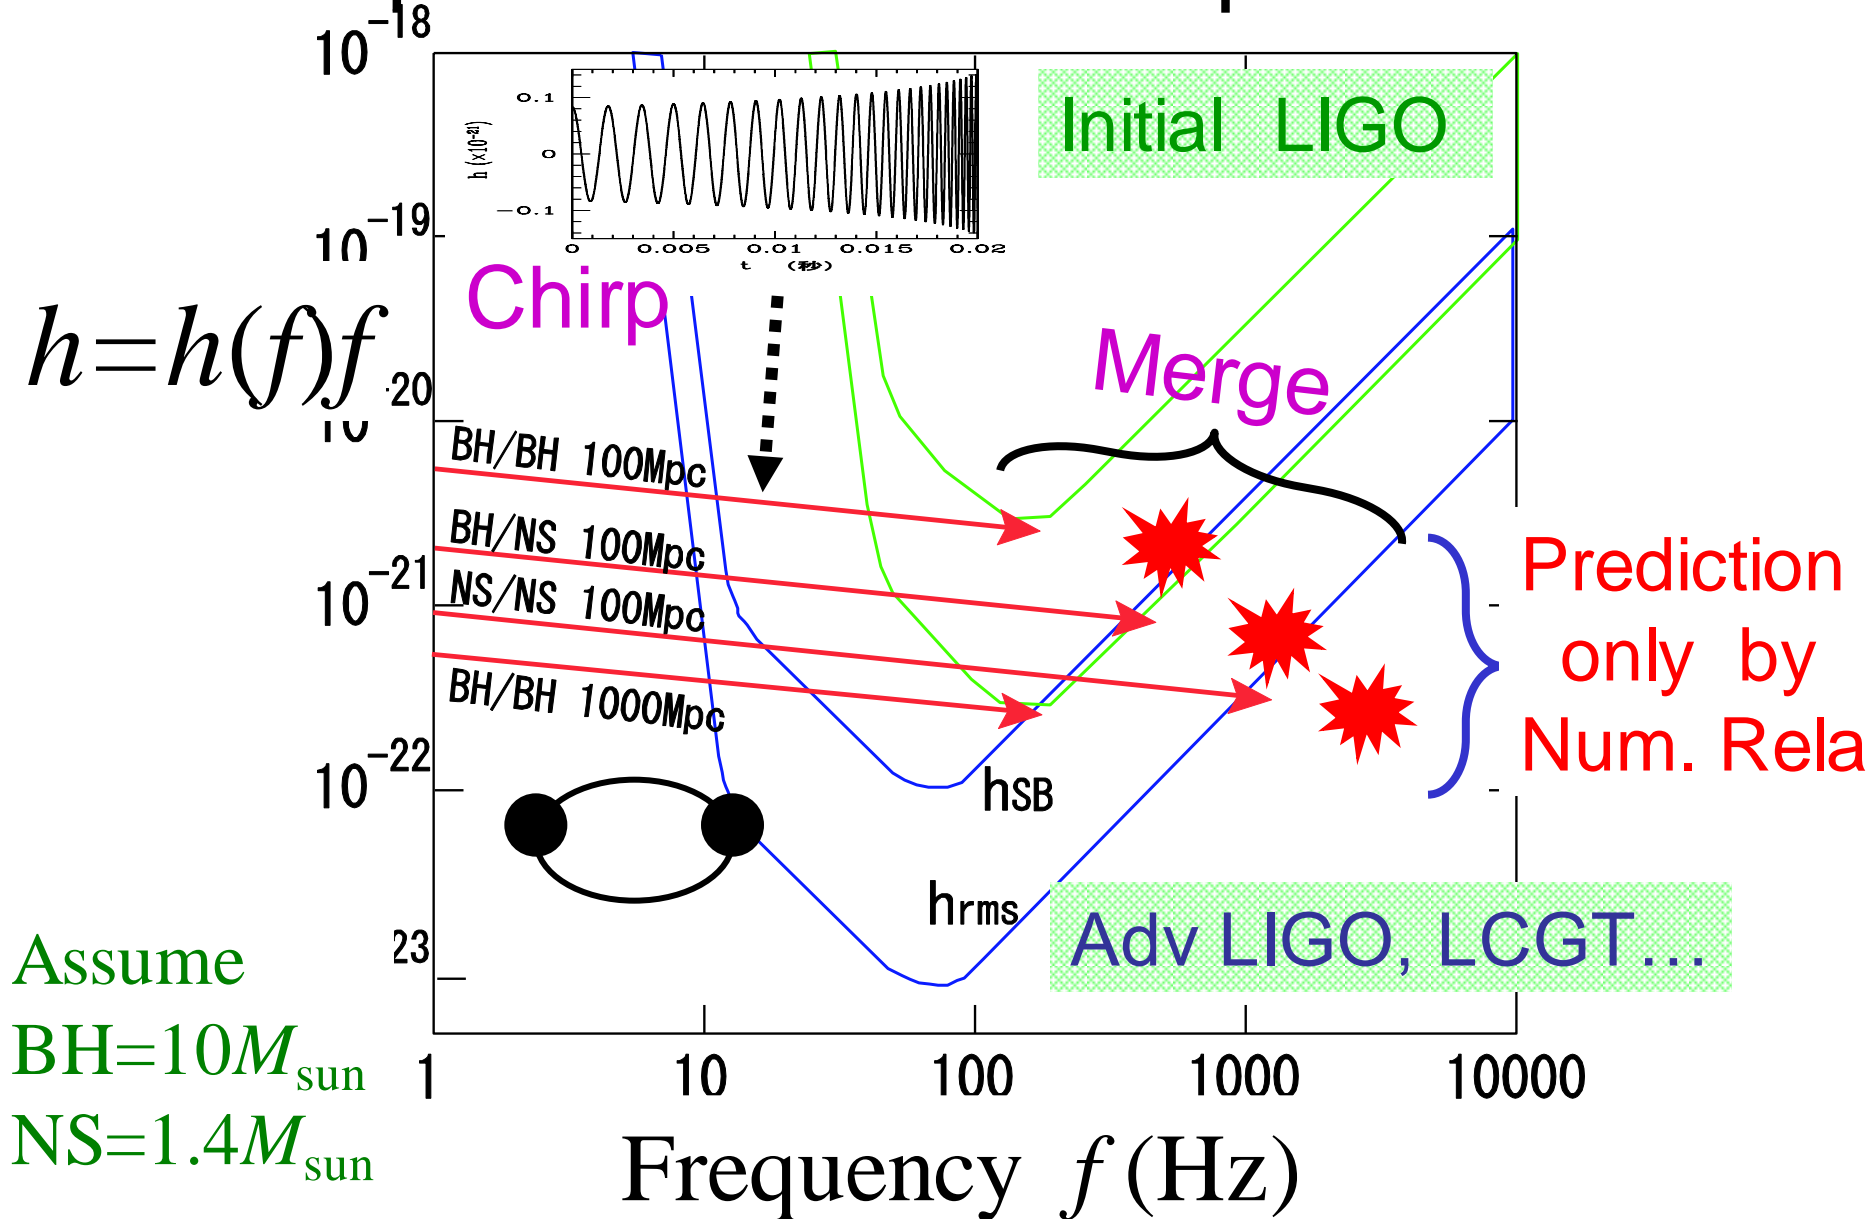 10-18
Initial LIGO
0.1
h (×10-21)
0
-0.1
0 0.005 0.01 0.015 0.02
t (秒)
10-19
Chirp
h=h(f)f
Merge
20
10
BH/BH 100Mpc
BH/NS 100Mpc
10-21
NS/NS 100Mpc
BH/BH 1000Mpc
Prediction
only by
Num. Rela
10-22
hSB
hrms
Adv LIGO, LCGT…
23
Assume
BH=10Msun
NS=1.4Msun
1 10 100 1000 10000
Frequency f (Hz)